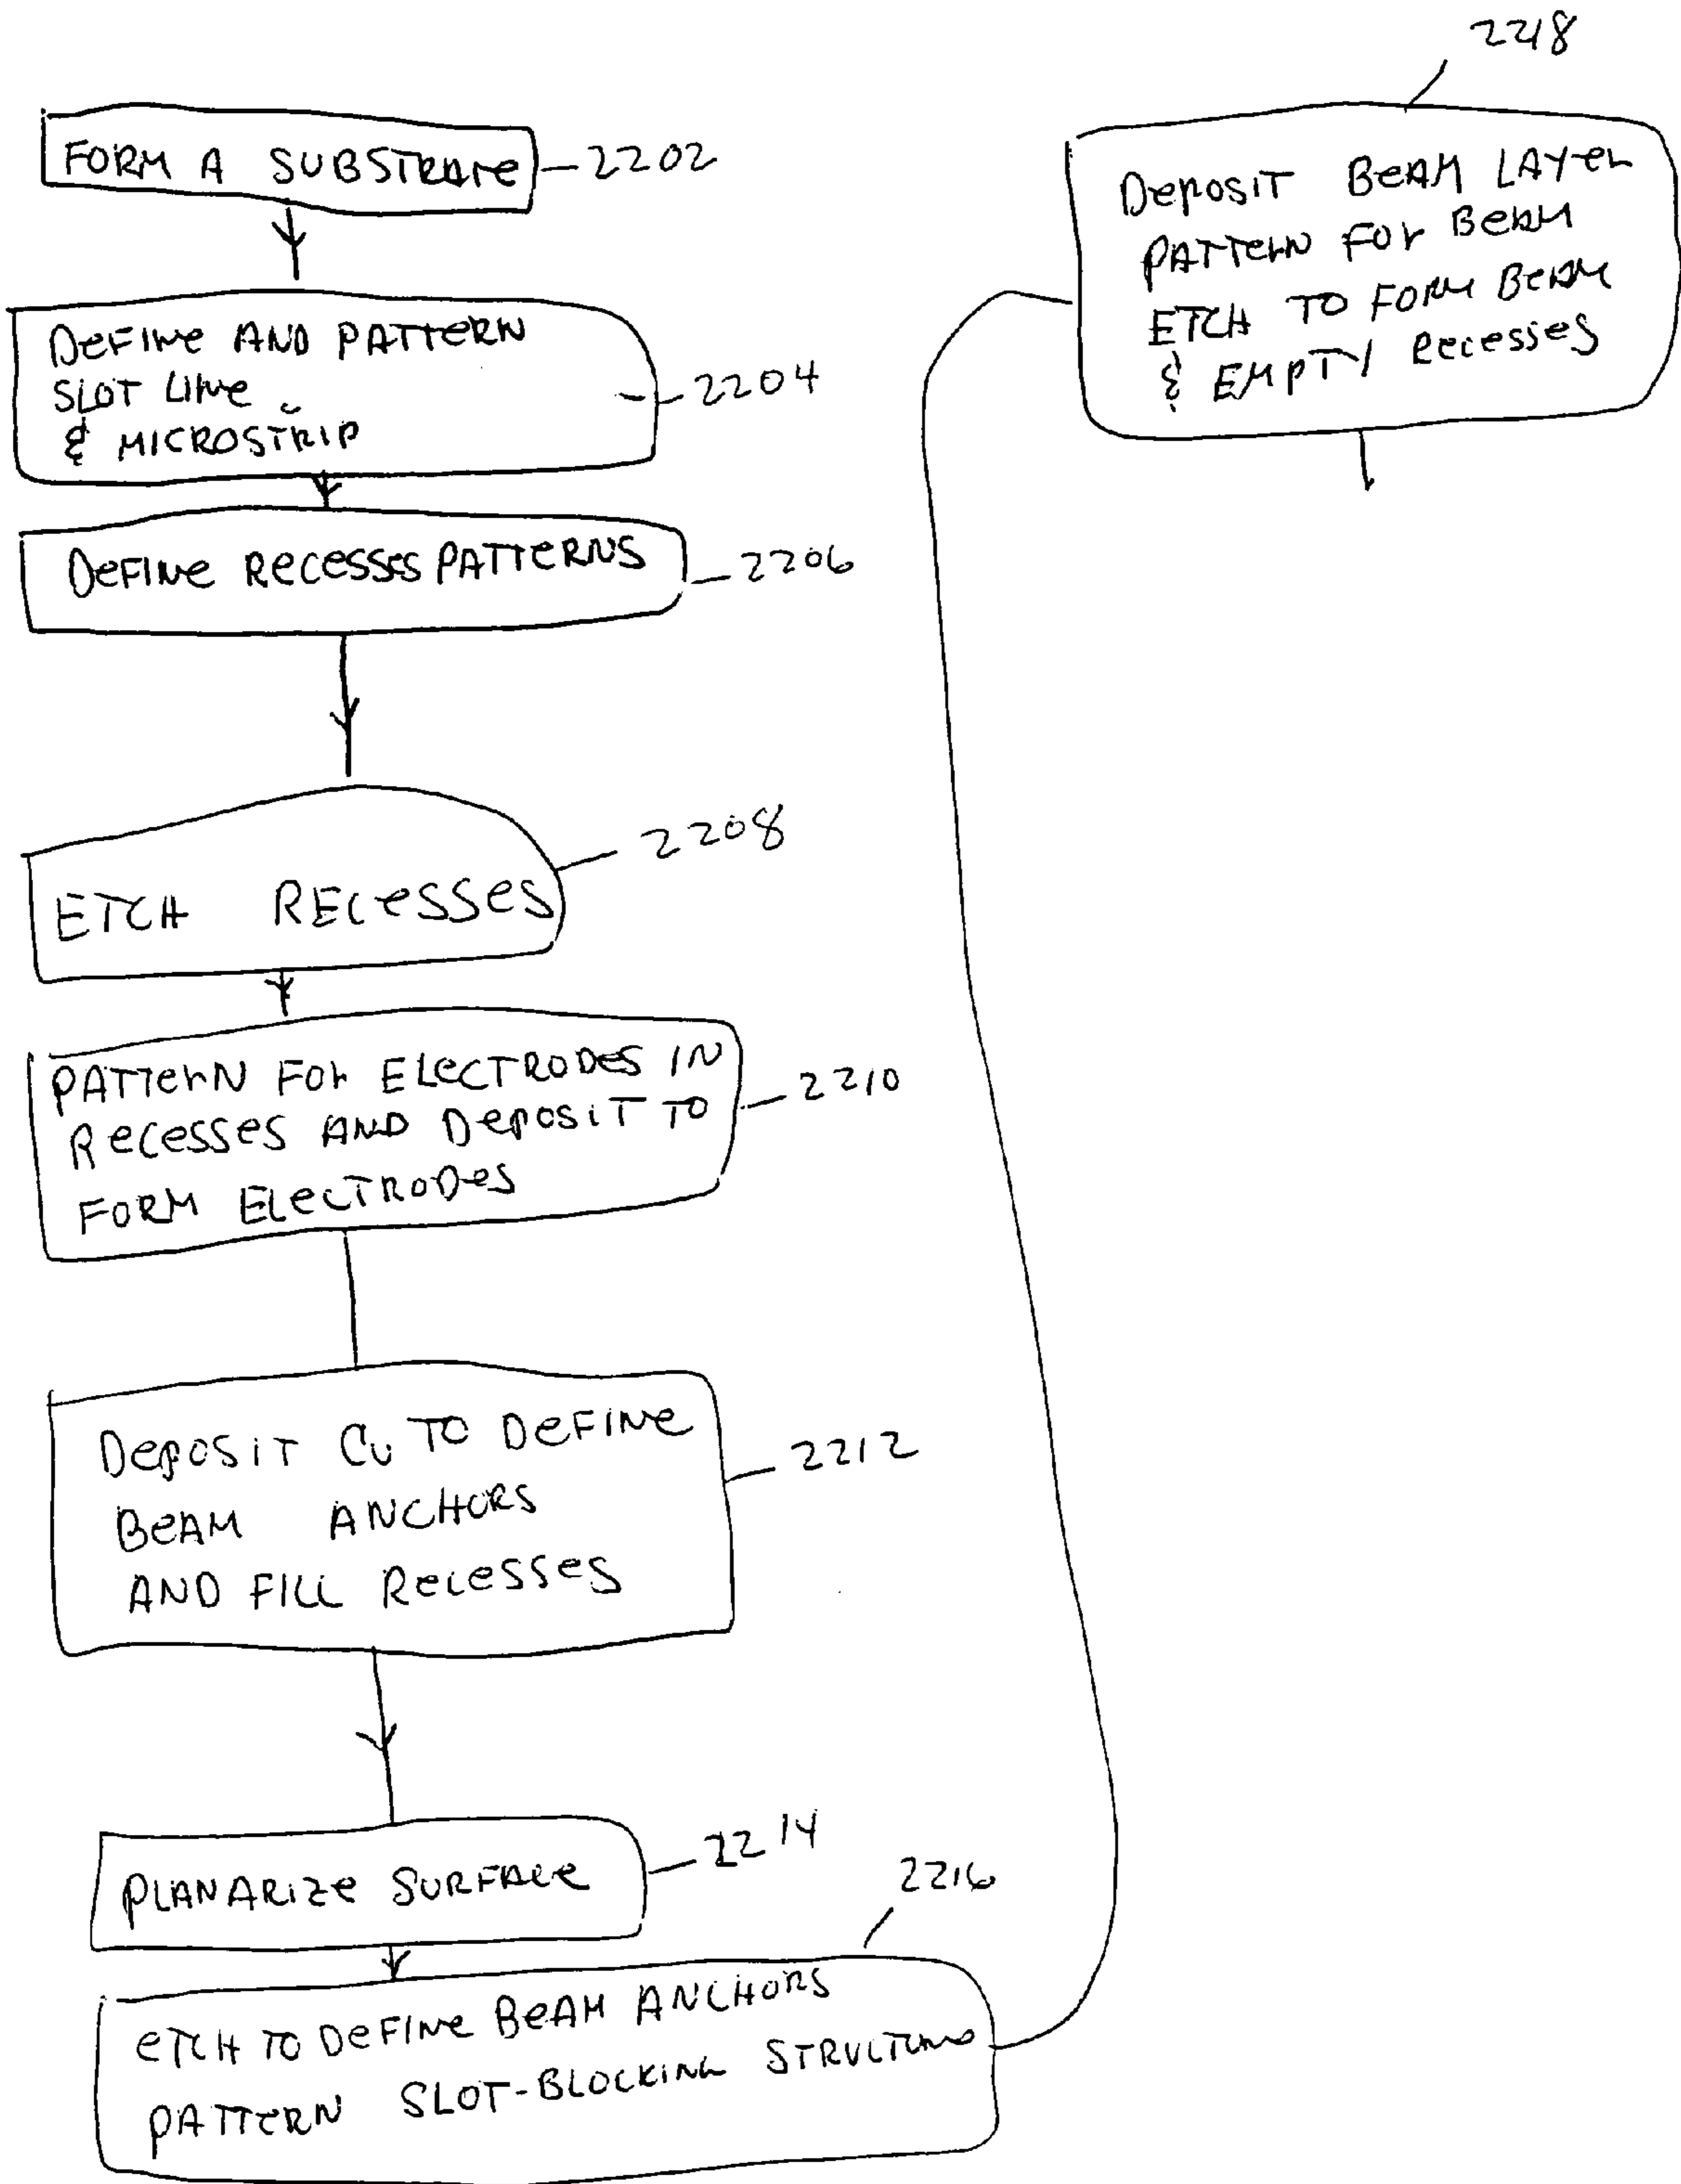 FORM A SUBSTRATE
2202
DEFINE AND PATTERN
SLOT LINE
& MICROSTRIP
2204
DEFINE RECESSES PATTERNS
2206
ETCH RECESSES
2208
PATTERN FOR ELECTRODES IN
RECESSES AND DEPOSIT TO
FORM ELECTRODES
2210
DEPOSIT Cu TO DEFINE
BEAM ANCHORS
AND FILL RECESSES
2212
PLANARIZE SURFACE
2214
2216
ETCH TO DEFINE BEAM ANCHORS
PATTERN SLOT-BLOCKING STRUCTURE
2218
DEPOSIT BEAM LAYER
PATTERN FOR BEAM
ETCH TO FORM BEAM
& EMPTY RECESSES